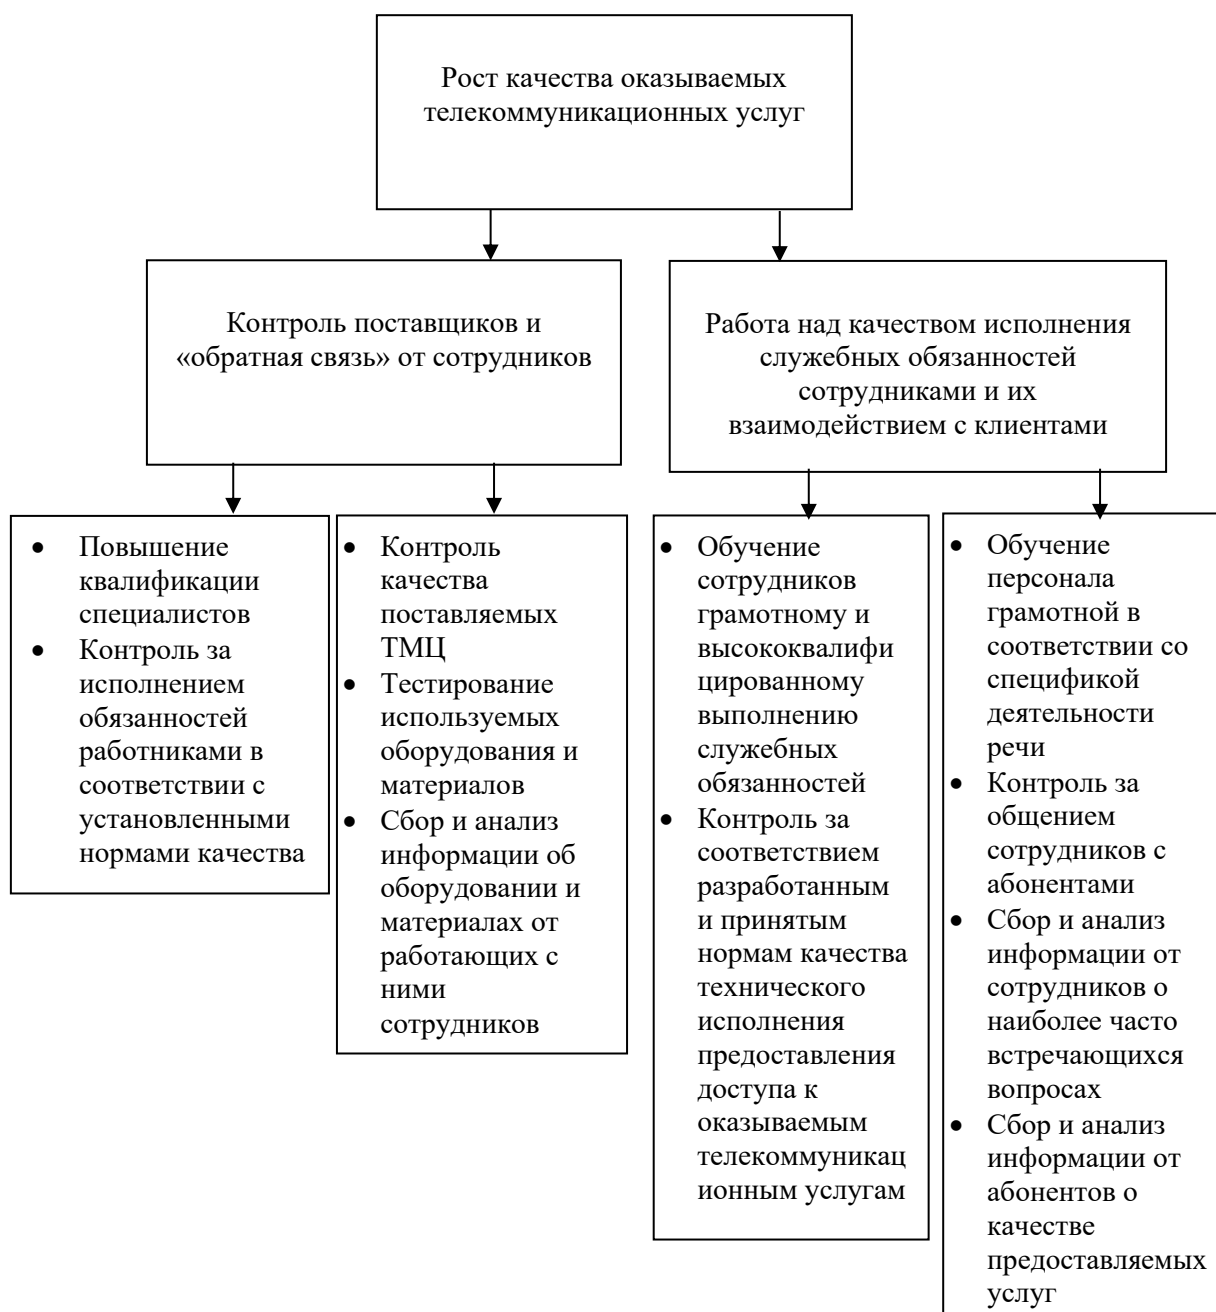 Рост качества оказываемых
телекоммуникационных услуг
Контроль поставщиков и
«обратная связь» от сотрудников
Работа над качеством исполнения
служебных обязанностей
сотрудниками и их
взаимодействием с клиентами
• Повышение
квалификации
специалистов
• Контроль за
исполнением
обязанностей
работниками в
соответствии с
установленными
нормами качества
• Контроль
качества
поставляемых
ТМЦ
• Тестирование
используемых
оборудования и
материалов
• Сбор и анализ
информации об
оборудовании и
материалах от
работающих с
ними
сотрудников
• Обучение
сотрудников
грамотному и
высококвалифи
цированному
выполнению
служебных
обязанностей
• Контроль за
соответствием
разработанным
и принятым
нормам качества
технического
исполнения
предоставления
доступа к
оказываемым
телекоммуникац
ионным услугам
• Обучение
персонала
грамотной в
соответствии со
спецификой
деятельности
речи
• Контроль за
общением
сотрудников с
абонентами
• Сбор и анализ
информации от
сотрудников о
наиболее часто
встречающихся
вопросах
• Сбор и анализ
информации от
абонентов о
качестве
предоставляемых
услуг